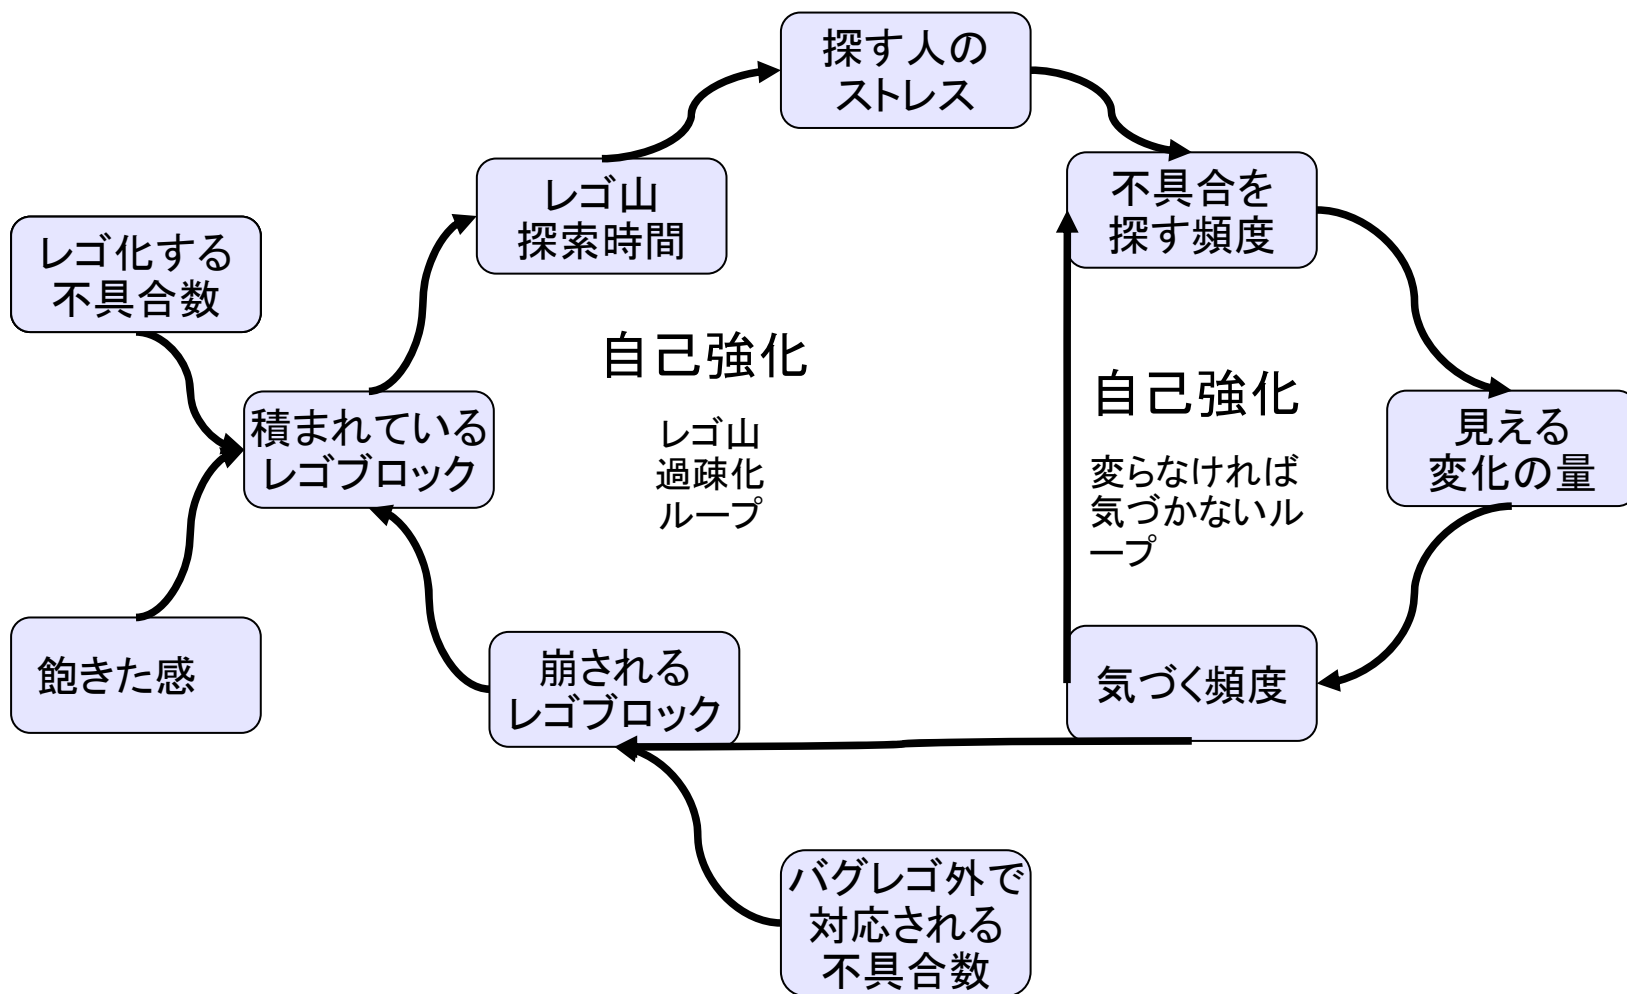 探す人の
ストレス
不具合を
探す頻度
レゴ山
探索時間
レゴ化する
不具合数
自己強化
レゴ山
過疎化
ループ
自己強化
変らなければ
気づかないル
ープ
見える
変化の量
積まれている
レゴブロック
飽きた感
崩される
レゴブロック
気づく頻度
バグレゴ外で
対応される
不具合数